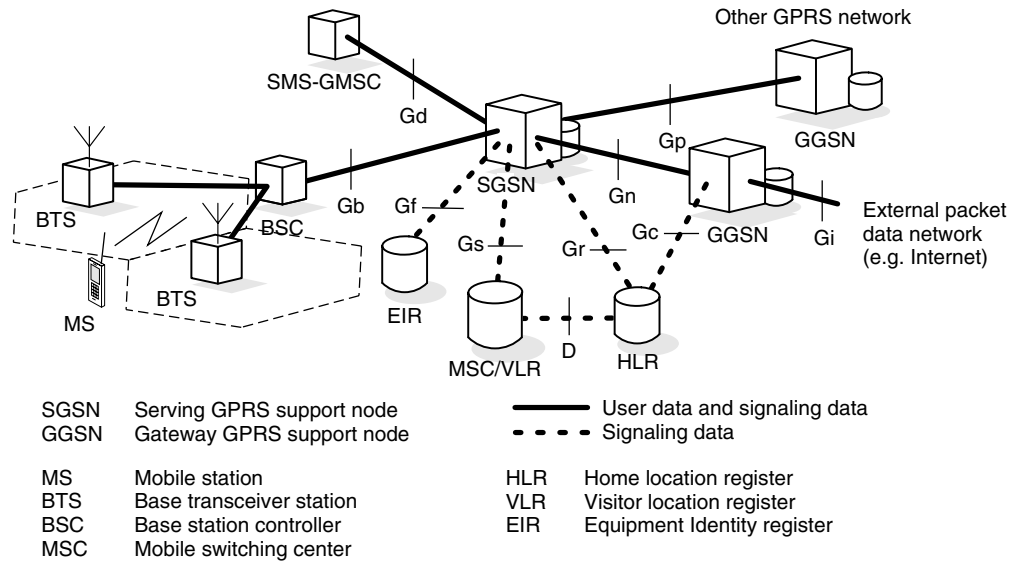 Other GPRS network
SMS-GMSC
Gd
GGSN
Gp
SGSN
Gn
BTS
BSC
Gb
Gf
Gs
Gr
Gc
GGSN
Gi
External packet
data network
(e.g. Internet)
BTS
MS
EIR
MSC/VLR
D
HLR
SGSN Serving GPRS support node
GGSN Gateway GPRS support node
MS Mobile station
BTS Base transceiver station
BSC Base station controller
MSC Mobile switching center
User data and signaling data
Signaling data
HLR Home location register
VLR Visitor location register
EIR Equipment Identity register